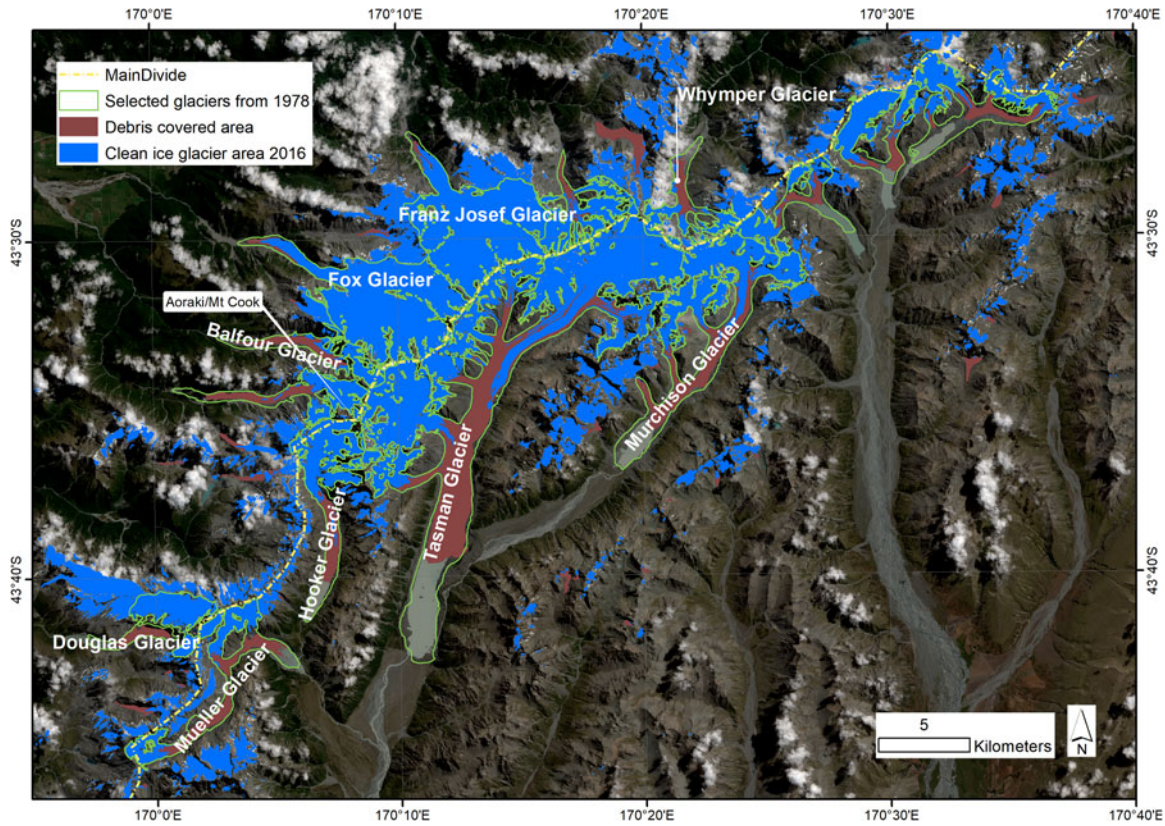 170°0'E
170°10'E
170°20'E
170°30'E
170°40'E
MainDivide
Selected glaciers from 1978
Debris covered area
Clean ice glacier area 2016
Whymper Glacier
Franz Josef Glacier
43°30'S
43°30'S
Fox Glacier
Aoraki/Mt Cook
Balfour Glacier
Murchison Glacier
Tasman Glacier
Hooker Glacier
43°40'S
43°40'S
Douglas Glacier
Mueller Glacier
5
Kilometers
N
170°0'E
170°10'E
170°20'E
170°30'E
170°40'E